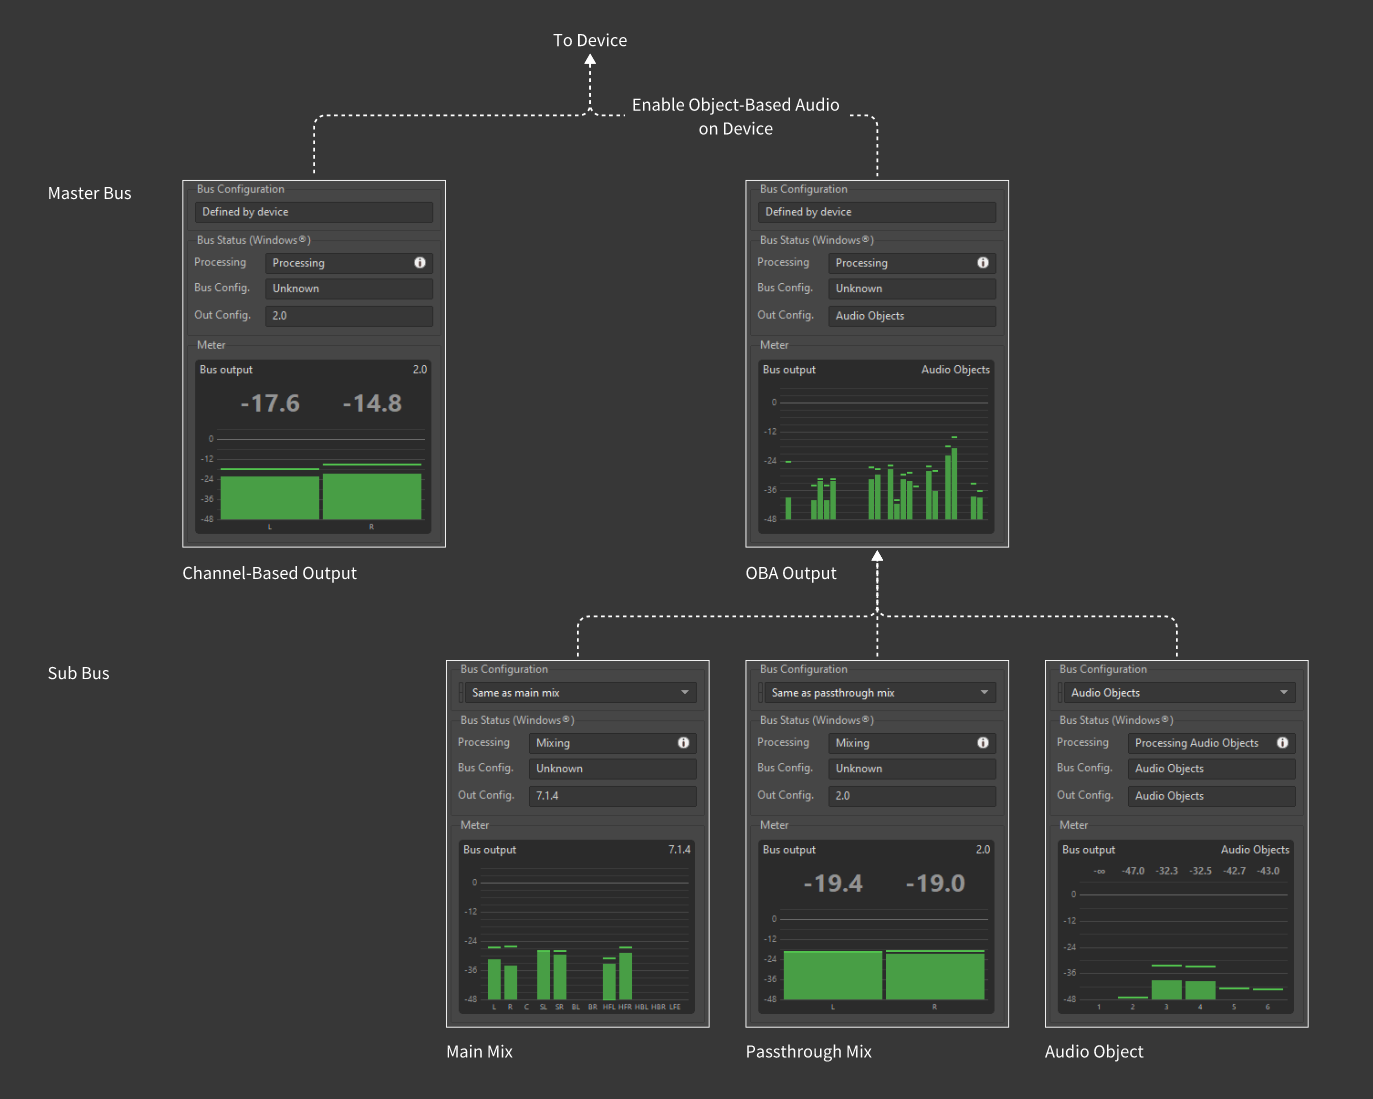 To Device
Enable Object-Based Audio
on Device
Master Bus
Bus Configuration
Defined by device
Bus Status (Windows®)
Processing Processing
Bus Config. Unknown
Out Config. 2.0
Meter
Bus output 2.0
-17.6 -14.8
0
-12
-24
-36
-48
L R
Channel-Based Output
Bus Configuration
Defined by device
Bus Status (Windows®)
Processing Processing
Bus Config. Unknown
Out Config. Audio Objects
Meter
Bus output Audio Objects
0
-12
-24
-36
-48
OBA Output
Sub Bus
Bus Configuration
Same as main mix
Bus Status (Windows®)
Processing Mixing
Bus Config. Unknown
Out Config. 7.1.4
Meter
Bus output 7.1.4
0
-12
-24
-36
-48
L R C SL SR BL BR HFL HFR HBL HBR LFE
Main Mix
Bus Configuration
Same as passthrough mix
Bus Status (Windows®)
Processing Mixing
Bus Config. Unknown
Out Config. 2.0
Meter
Bus output 2.0
-19.4 -19.0
0
-12
-24
-36
-48
L R
Passthrough Mix
Bus Configuration
Audio Objects
Bus Status (Windows®)
Processing Processing Audio Objects
Bus Config. Audio Objects
Out Config. Audio Objects
Meter
Bus output Audio Objects
-∞ -47.0 -32.3 -32.5 -42.7 -43.0
0
-12
-24
-36
-48
1 2 3 4 5 6
Audio Object